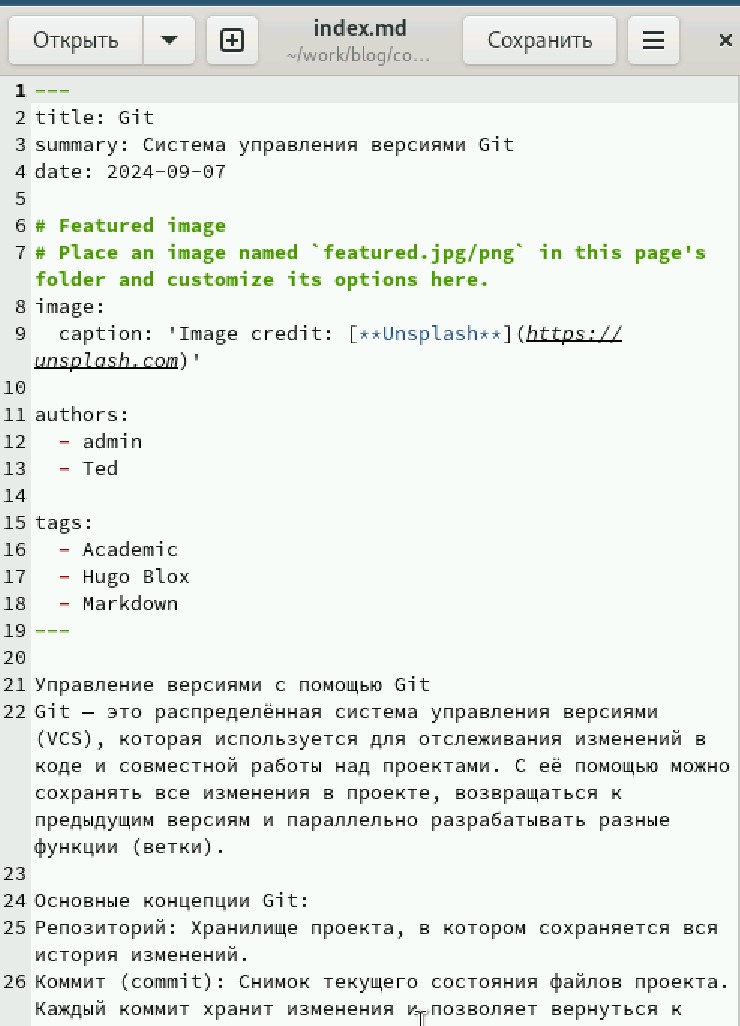 Открыть
index.md
~/work/blog/co...
Сохранить
1 ---
2 title: Git
3 summary: Система управления версиями Git
4 date: 2024-09-07
5
6 # Featured image
7 # Place an image named `featured.jpg/png` in this page's
folder and customize its options here.
8 image:
9   caption: 'Image credit: [**Unsplash**](https://
unsplash.com)'
10
11 authors:
12   - admin
13   - Ted
14
15 tags:
16   - Academic
17   - Hugo Blox
18   - Markdown
19 ---
20
21 Управление версиями с помощью Git
22 Git — это распределённая система управления версиями
(VCS), которая используется для отслеживания изменений в
коде и совместной работы над проектами. С её помощью можно
сохранять все изменения в проекте, возвращаться к
предыдущим версиям и параллельно разрабатывать разные
функции (ветки).
23
24 Основные концепции Git:
25 Репозиторий: Хранилище проекта, в котором сохраняется вся
история изменений.
26 Коммит (commit): Снимок текущего состояния файлов проекта.
Каждый коммит хранит изменения и позволяет вернуться к